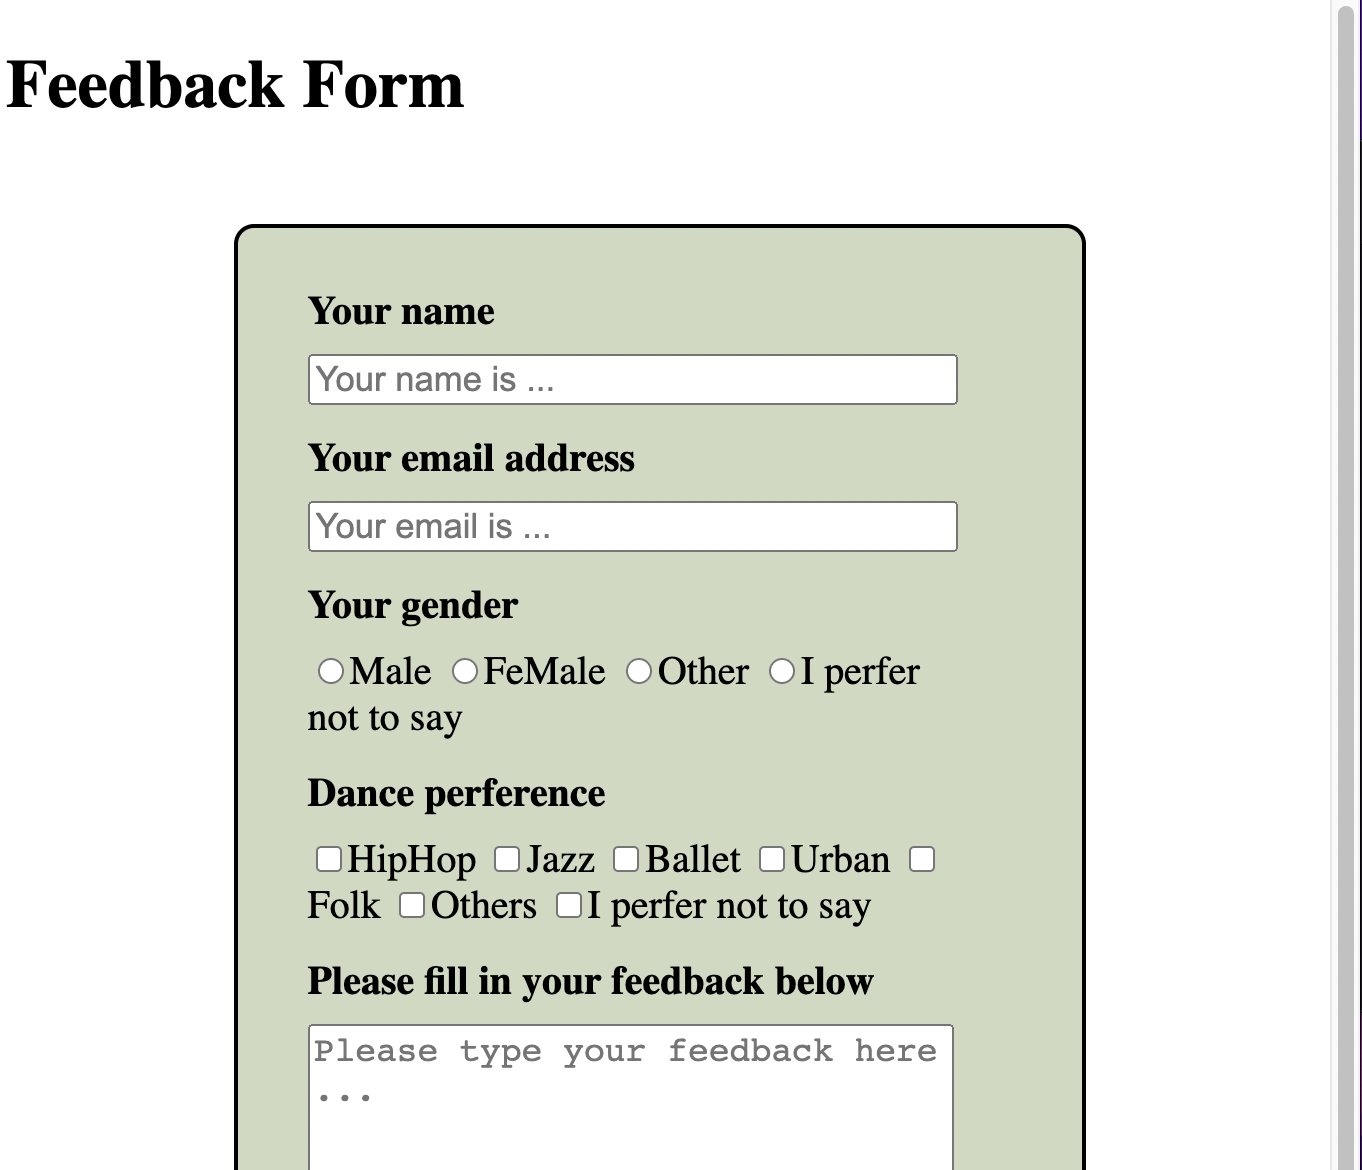 Feedback Form
Your name
Your name is ...
Your email address
Your email is ...
Your gender
Male FeMale Other I perfer
not to say
Dance perference
HipHop Jazz Ballet Urban
Folk Others I perfer not to say
Please fill in your feedback below
Please type your feedback here
...